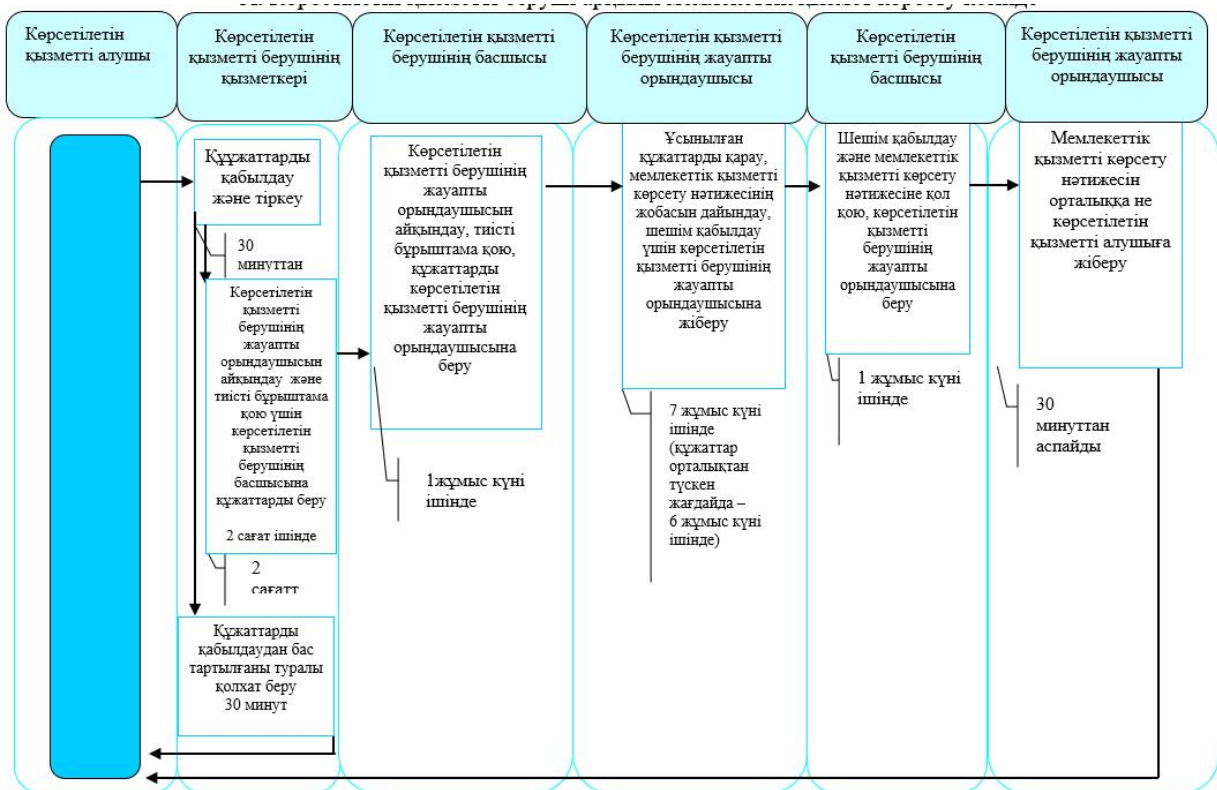 Көрсетілетін
қызметті алушы
Көрсетілетін
қызметті берушінің
қызметкері
Көрсетілетін қызметті
берушінің басшысы
Көрсетілетін қызметті
берушінің жауапты
орындаушысы
Көрсетілетін
қызметті берушінің
басшысы
Көрсетілетін қызметті
берушінің жауапты
орындаушысы
Құұжаттарды
қабылдау
және тіркеу
30
минуттан
Көрсетілетін
қызметті
берушінің
жауапты
орындаушысын
айқындау және
тиісті бұрыштама
қою үшін
көрсетілетін
қызметті
берушінің
басшысына
құжаттарды беру
2 сағат ішінде
2
сағатт
Құжаттарды
қабылдаудан бас
тартылғаны туралы
қолхат беру
30 минут
Көрсетілетін
қызметті берушінің
жауапты
орындаушысын
айқындау, тиісті
бұрыштама қою,
құжаттарды
көрсетілетін
қызметті берушінің
жауапты
орындаушысына
беру
1жұмыс күні
ішінде
Ұсынылған
құжаттарды қарау,
мемлекеттік қызметті
көрсету нәтижесінің
жобасын дайындау,
шешім қабылдау
үшін көрсетілетін
қызметті берушінің
жауапты
орындаушысына
жіберу
7 жұмыс күні
ішінде
(құжаттар
орталықтан
түскен
жағдайда –
6 жұмыс күні
ішінде)
Шешім қабылдау
және мемлекеттік
қызметті көрсету
нәтижесіне қол
қою, көрсетілетін
қызметті
берушінің
жауапты
орындаушысына
беру
1 жұмыс күні
ішінде
Мемлекеттік
қызметті көрсету
нәтижесін
орталыққа не
көрсетілетін
қызметті алушыға
жіберу
30
минуттан
аспайды